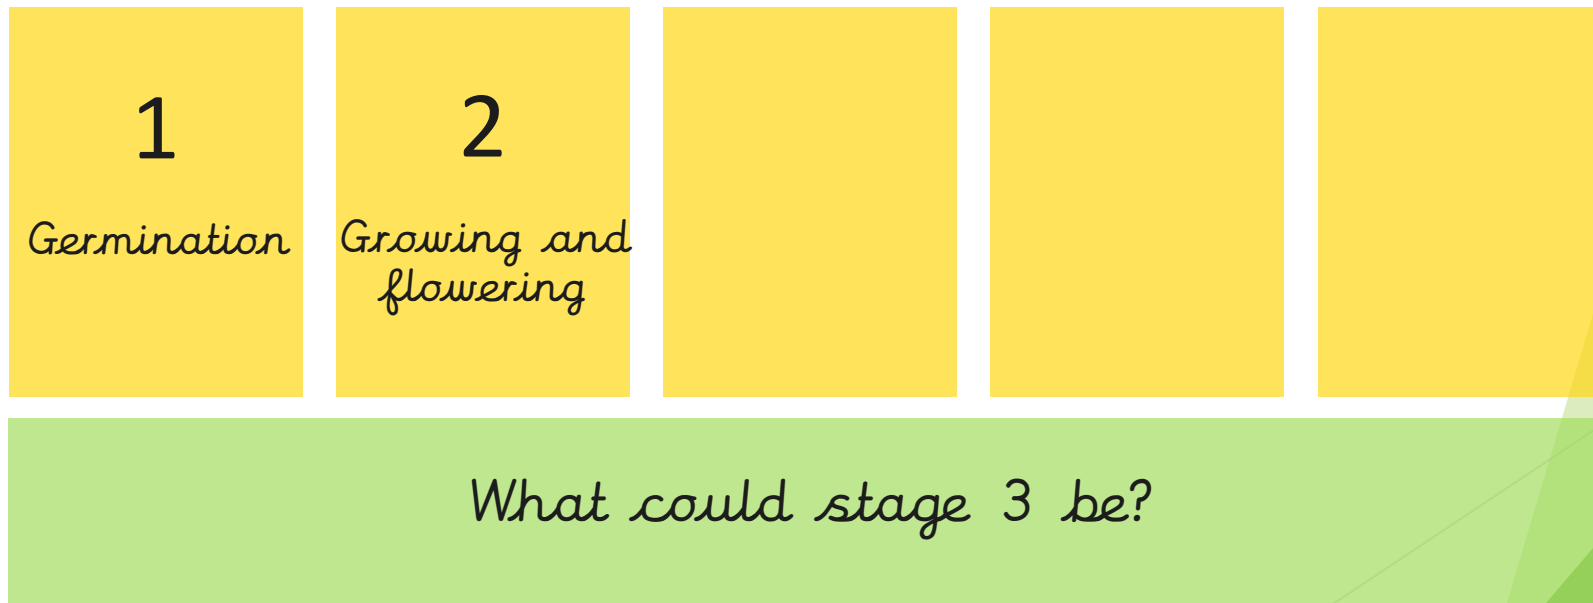 1
Germination
2
Growing and
flowering
What could stage 3 be?